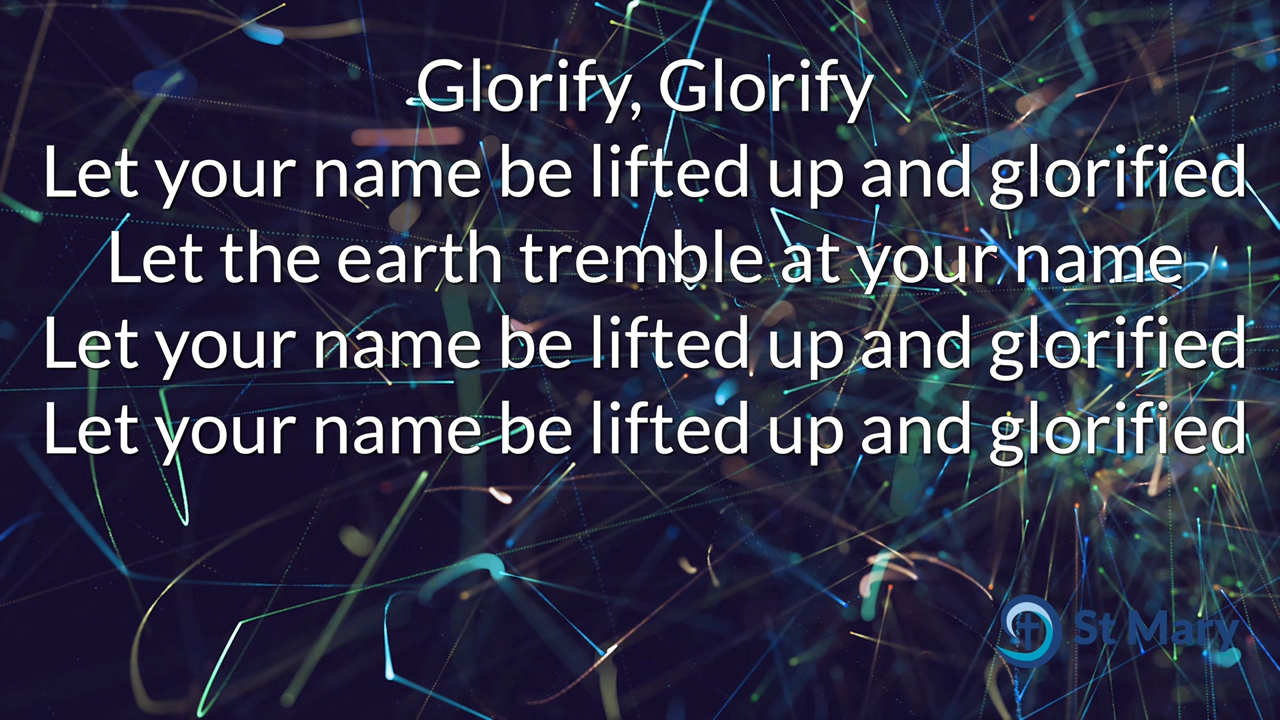 Glorify, Glorify
Let your name be lifted up and glorified
Let the earth tremble at your name
Let your name be lifted up and glorified
Let your name be lifted up and glorified
St Mary